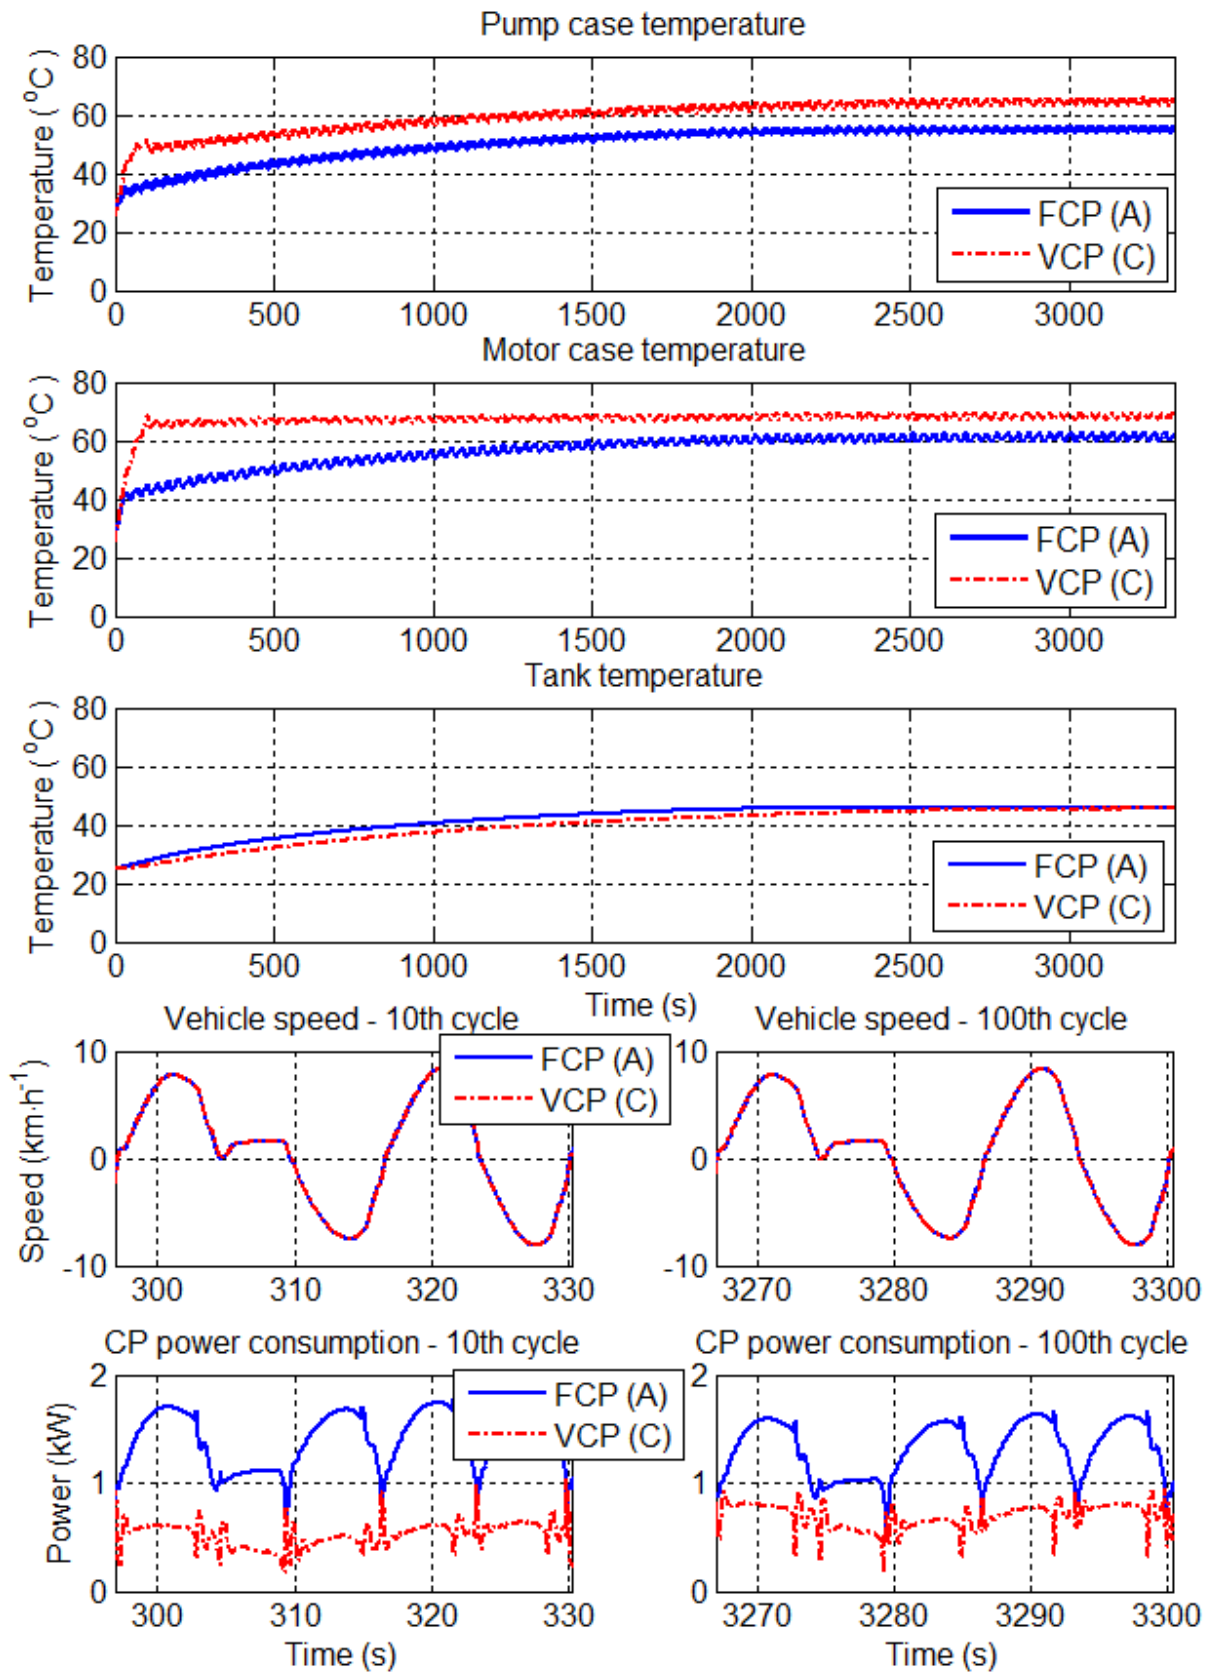 Pump case temperature
Temperature (°C)
80
60
40
20
0
0 500 1000 1500 2000 2500 3000
FCP (A)
VCP (C)
Motor case temperature
Temperature (°C)
80
60
40
20
0
0 500 1000 1500 2000 2500 3000
FCP (A)
VCP (C)
Tank temperature
Temperature (°C)
80
60
40
20
0
0 500 1000 1500 2000 2500 3000
FCP (A)
VCP (C)
Time (s)
Vehicle speed - 10th cycle
Speed (km·h⁻¹)
10
0
-10
300 310 320 330
FCP (A)
VCP (C)
Vehicle speed - 100th cycle
10
0
-10
3270 3280 3290 3300
CP power consumption - 10th cycle
Power (kW)
2
1
0
300 310 320 330
Time (s)
FCP (A)
VCP (C)
CP power consumption - 100th cycle
2
1
0
3270 3280 3290 3300
Time (s)